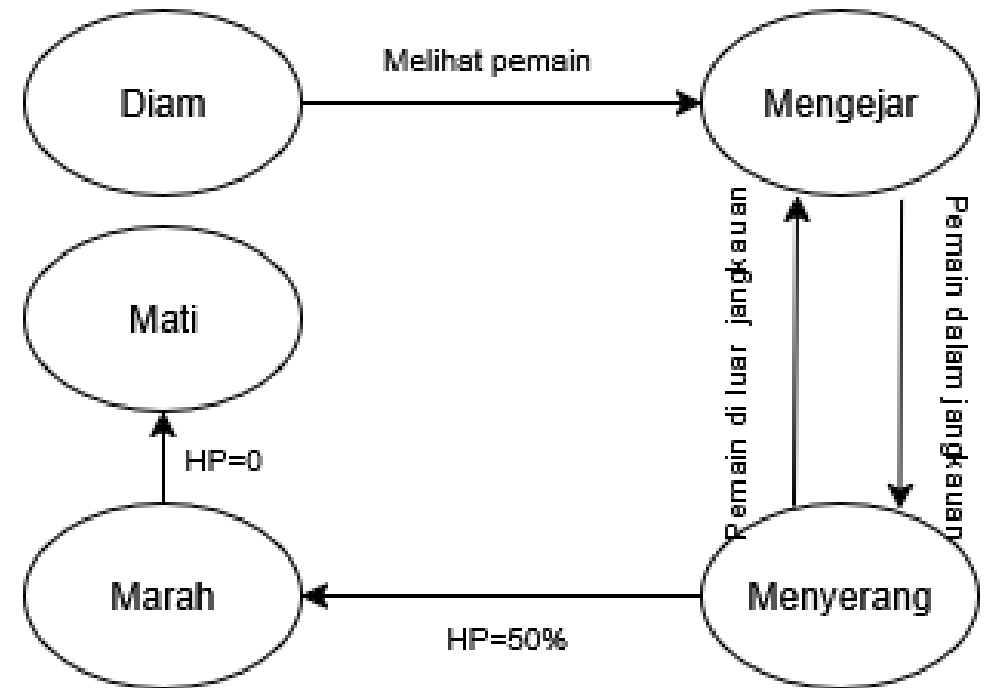 Melihat pemain
Diam
Mengejar
Pemain di luar jangkauan
Pemain dalam jangkauan
Mati
HP=0
Marah
Menyerang
HP=50%